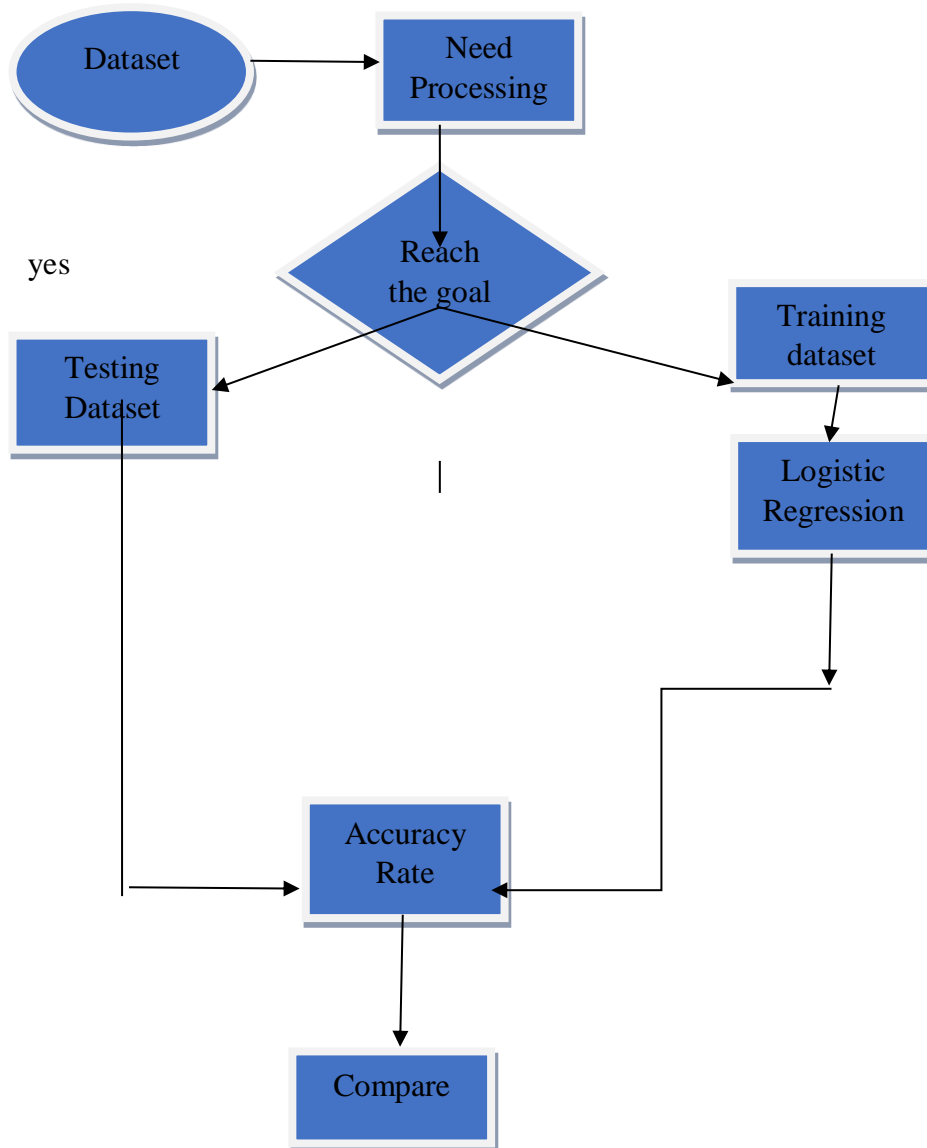 Dataset
Need
Processing
Reach
the goal
yes
Training
dataset
Testing
Dataset
Logistic
Regression
Accuracy
Rate
Compare